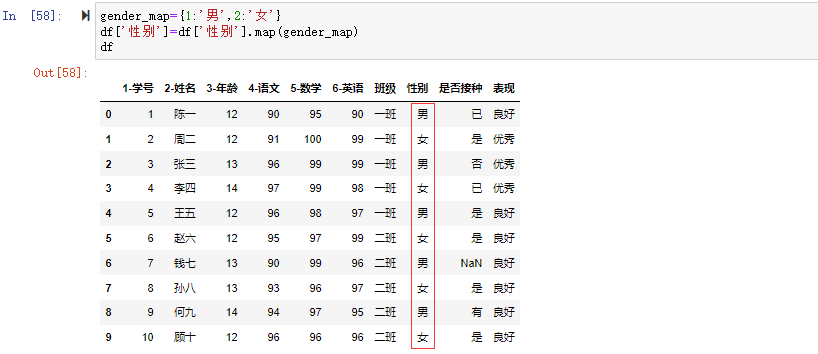 In [58]:
gender_map={1:'男',2:'女'}
df['性别']=df['性别'].map(gender_map)
df
Out[58]:
1-学号 2-姓名 3-年龄 4-语文 5-数学 6-英语 班级 性别 是否接种 表现
0 1 陈一 12 90 95 90 一班 男 已 良好
1 2 周二 12 91 100 99 一班 女 是 优秀
2 3 张三 13 96 99 99 一班 男 否 优秀
3 4 李四 14 97 99 98 一班 女 已 优秀
4 5 王五 12 96 98 97 一班 男 是 良好
5 6 赵六 12 95 97 99 二班 女 是 良好
6 7 钱七 13 90 99 96 二班 男 NaN 良好
7 8 孙八 13 93 96 97 二班 女 是 良好
8 9 何九 14 94 97 95 二班 男 有 良好
9 10 顾十 12 96 96 96 二班 女 是 良好